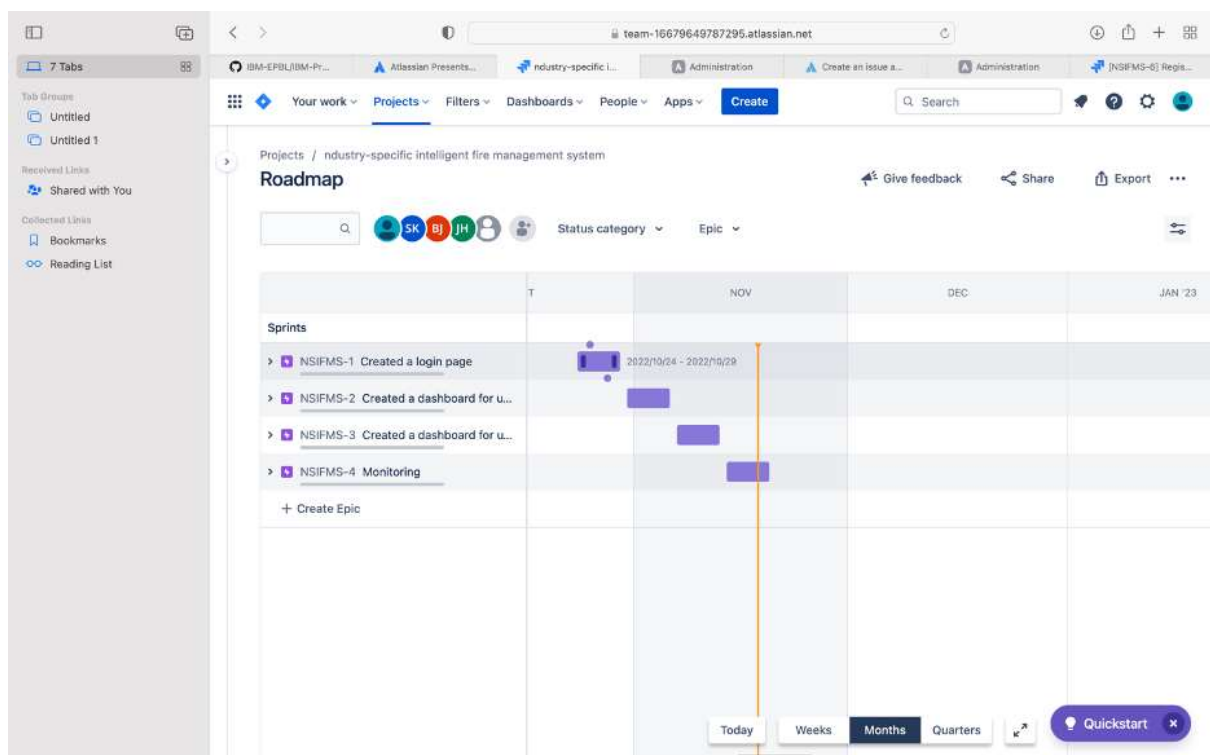 team-16679649787295.atlassian.net
7 Tabs
IBM-EPBL/IBM-Pr...
Atlassian Presents...
ndustry-specific i...
Administration
Create an issue a...
Administration
[NSIFMS-6] Regis...
Tab Groups
Untitled
Untitled 1
Received Links
Shared with You
Collected Links
Bookmarks
Reading List
Your work
Projects
Filters
Dashboards
People
Apps
Create
Search
Projects / ndustry-specific intelligent fire management system
Roadmap
Give feedback
Share
Export
SK
BJ
JH
Status category
Epic
T
NOV
DEC
JAN '23
Sprints
NSIFMS-1 Created a login page
2022/10/24 - 2022/10/29
NSIFMS-2 Created a dashboard for u...
NSIFMS-3 Created a dashboard for u...
NSIFMS-4 Monitoring
+ Create Epic
Today
Weeks
Months
Quarters
Quickstart